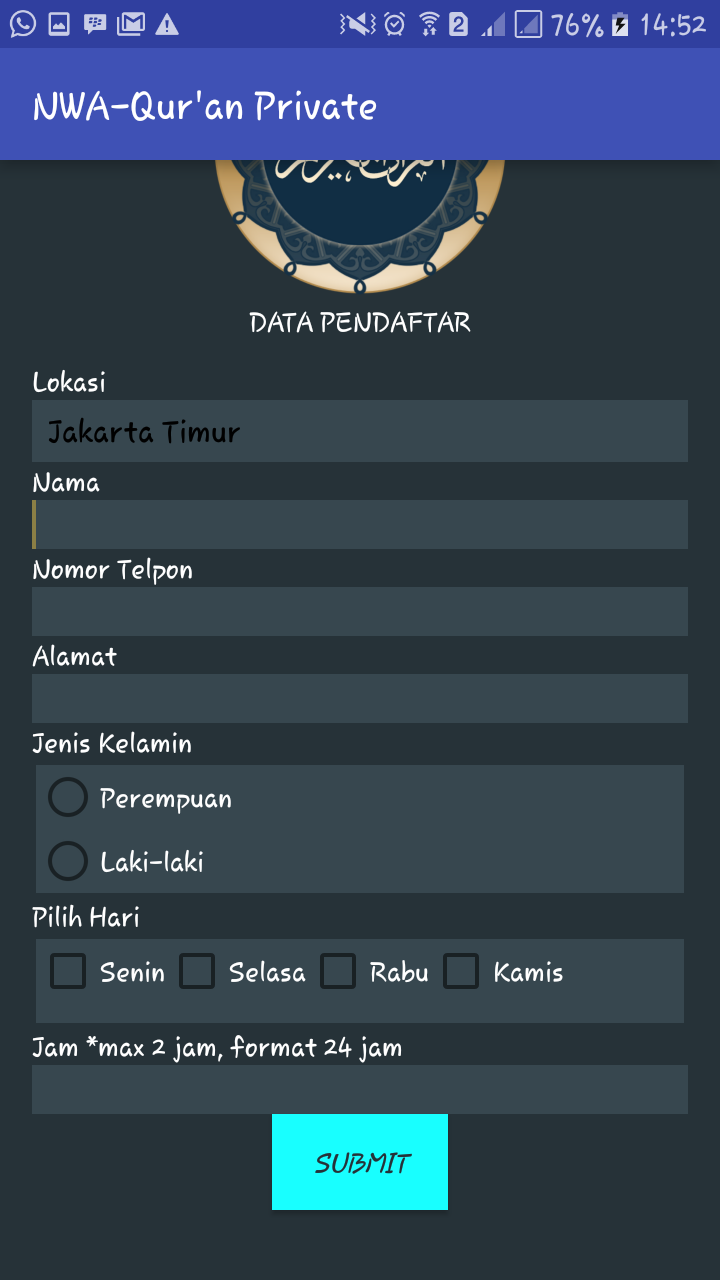 2
76%
14:52
NWA-Qur'an Private
DATA PENDAFTAR
Lokasi
Jakarta Timur
Nama
Nomor Telpon
Alamat
Jenis Kelamin
Perempuan
Laki-laki
Pilih Hari
Senin Selasa Rabu Kamis
Jam *max 2 jam, format 24 jam
SUBMIT